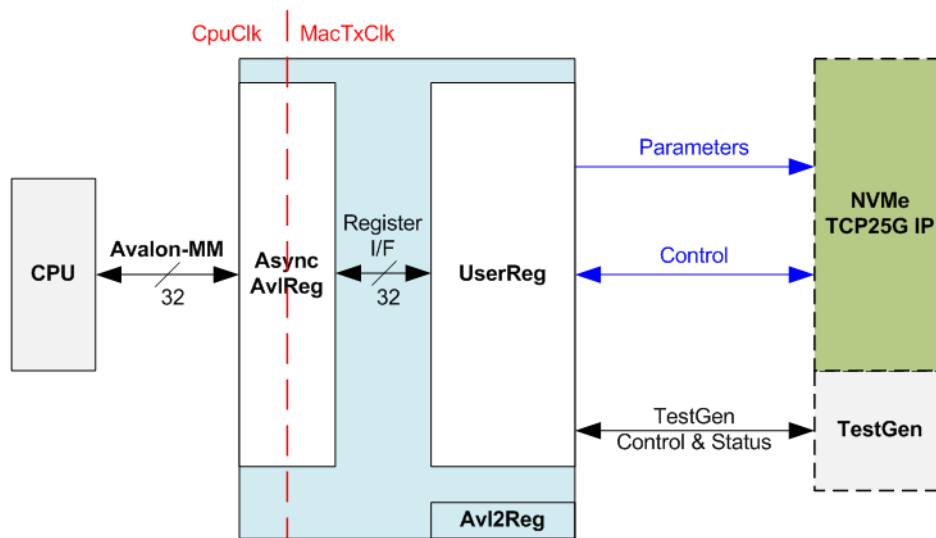 CpuClk MacTxClk
Parameters
NVMe
TCP25G IP
CPU
Avalon-MM
32
Async
AvlReg
Register
I/F
32
UserReg
Control
TestGen
Control & Status
TestGen
Avl2Reg